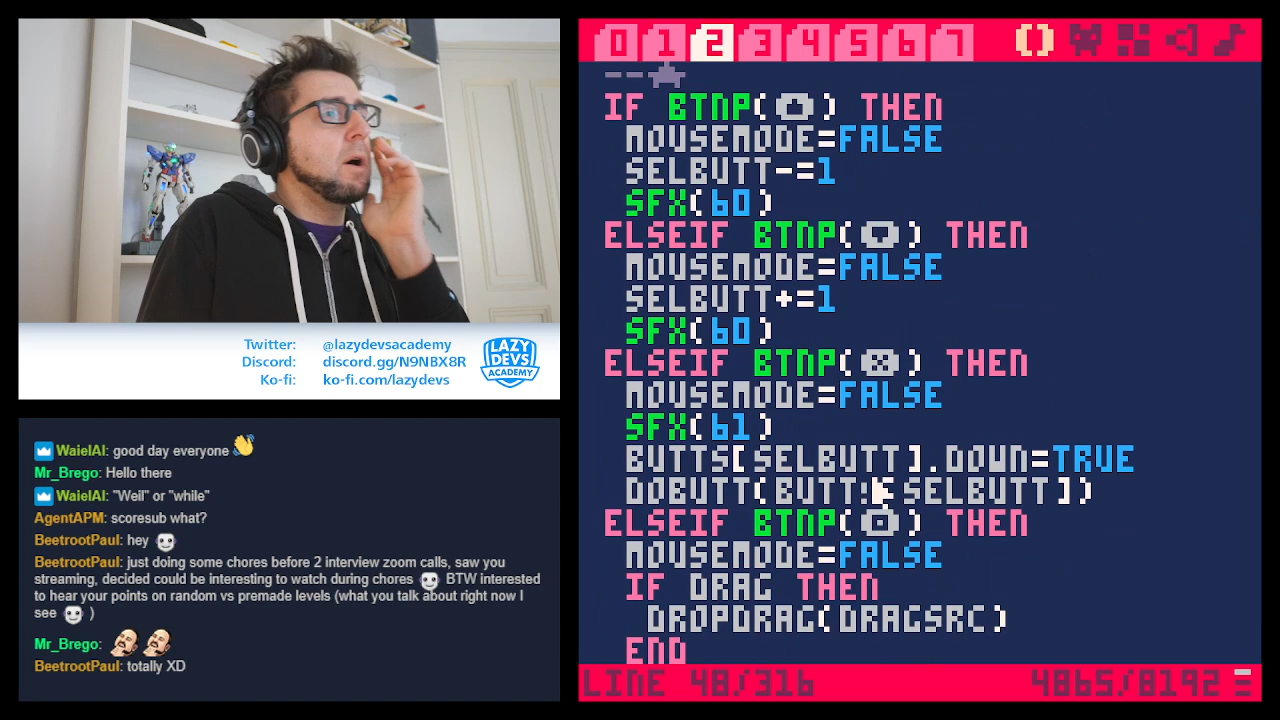 Twitter: @lazydevsacademy
Discord: discord.gg/N9NBX8R
Ko-fi: ko-fi.com/lazydevs
LAZY
DEVS
ACADEMY
WaielAI: good day everyone
Mr_Brego: Hello there
WaielAI: "Weil" or "while"
AgentAPM: scoresub what?
BeetrootPaul: hey
BeetrootPaul: just doing some chores before 2 interview zoom calls, saw you
streaming, decided could be interesting to watch during chores BTW interested
to hear your points on random vs premade levels (what you talk about right now I
see )
Mr_Brego:
BeetrootPaul: totally XD
0 1 2 3 4 5 6 7
--
IF BTNP(⬆️) THEN
MOUSEMODE=FALSE
SELBUTT-=1
SFX(60)
ELSEIF BTNP(⬇️) THEN
MOUSEMODE=FALSE
SELBUTT+=1
SFX(60)
ELSEIF BTNP(❎) THEN
MOUSEMODE=FALSE
SFX(61)
BUTTS[SELBUTT].DOWN=TRUE
DOBUTT(BUTTS[SELBUTT])
ELSEIF BTNP(🅾️) THEN
MOUSEMODE=FALSE
IF DRAG THEN
DROPDRAG(DRAGSRC)
END
LINE 48/316 4865/8192